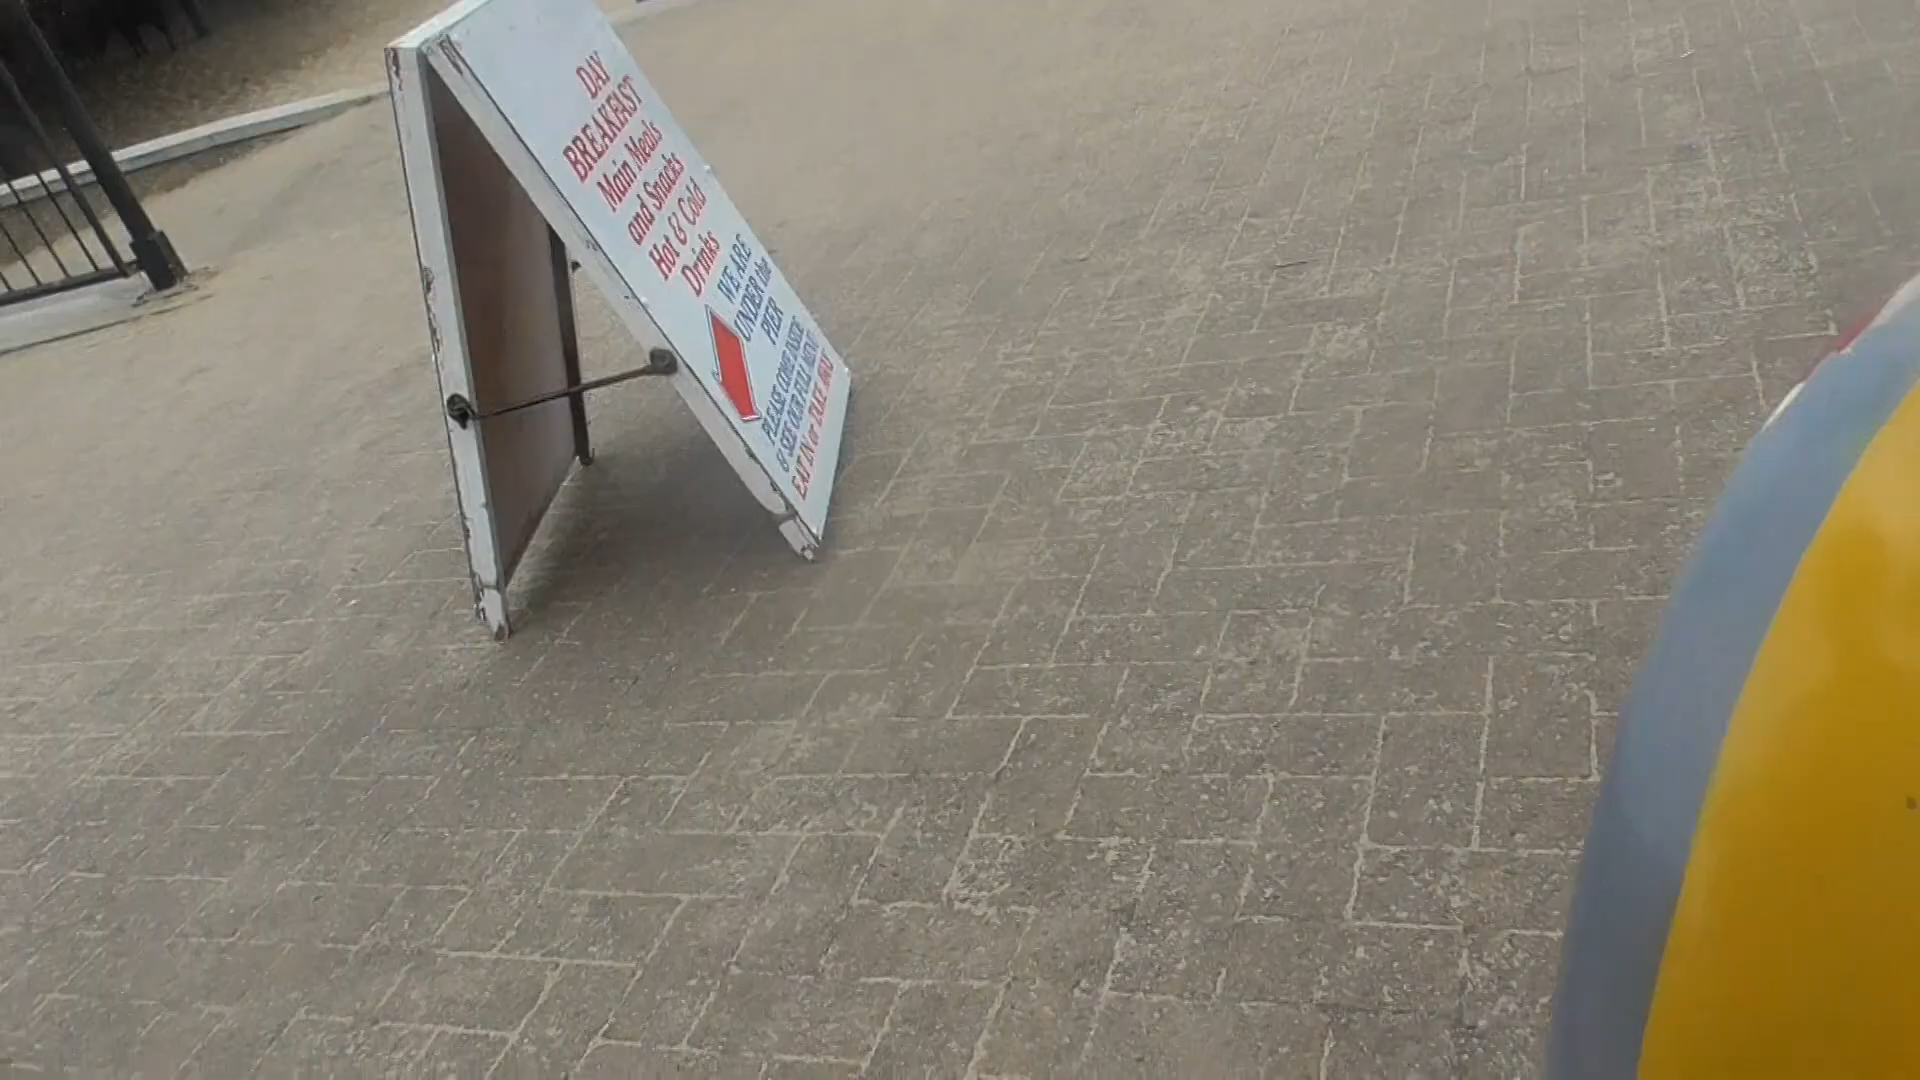 DAY
BREAKFAST
Main Meals
and Snacks
Hot & Cold
Drinks
WE ARE
UNDER the
PIER
PLEASE COME INSIDE
& SEE OUR FULL MENU
EAT IN or TAKE AWAY